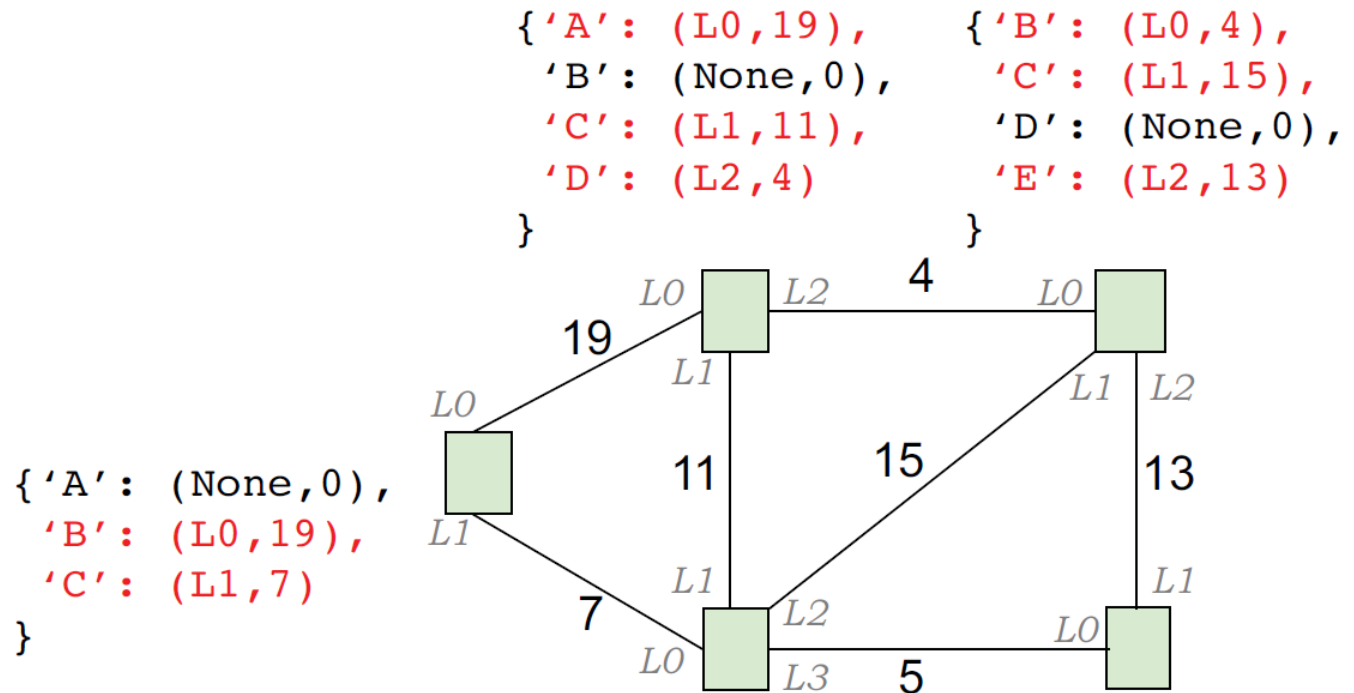 {‘A’: (L0,19),
‘B’: (None,0),
‘C’: (L1,11),
‘D’: (L2,4)
}
{‘B’: (L0,4),
‘C’: (L1,15),
‘D’: (None,0),
‘E’: (L2,13)
}
L0
L2
4
L0
19
L1
L1
L2
L0
11
15
13
{‘A’: (None,0),
‘B’: (L0,19),
‘C’: (L1,7)
}
L1
L1
L1
7
L2
L0
L0
L3
5